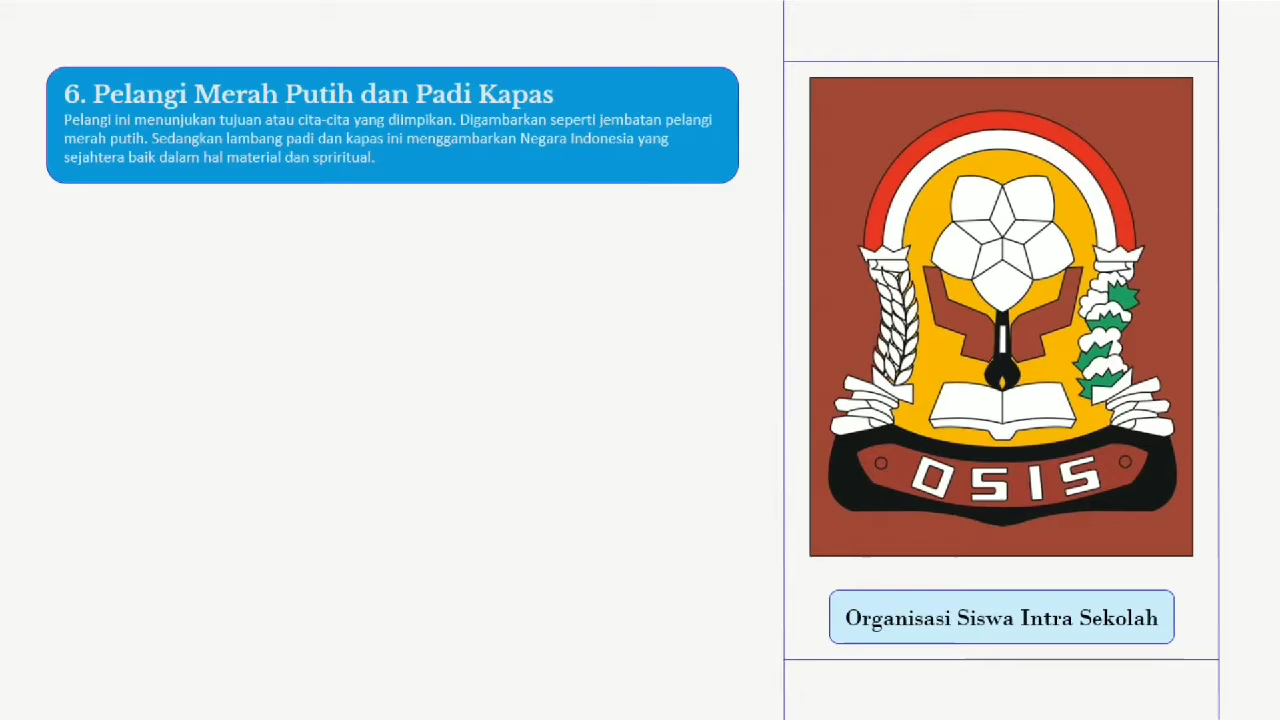 6. Pelangi Merah Putih dan Padi Kapas
Pelangi ini menunjukan tujuan atau cita-cita yang diimpikan. Digambarkan seperti jembatan pelangi
merah putih. Sedangkan lambang padi dan kapas ini menggambarkan Negara Indonesia yang
sejahtera baik dalam hal material dan spriritual.
OSIS
Organisasi Siswa Intra Sekolah